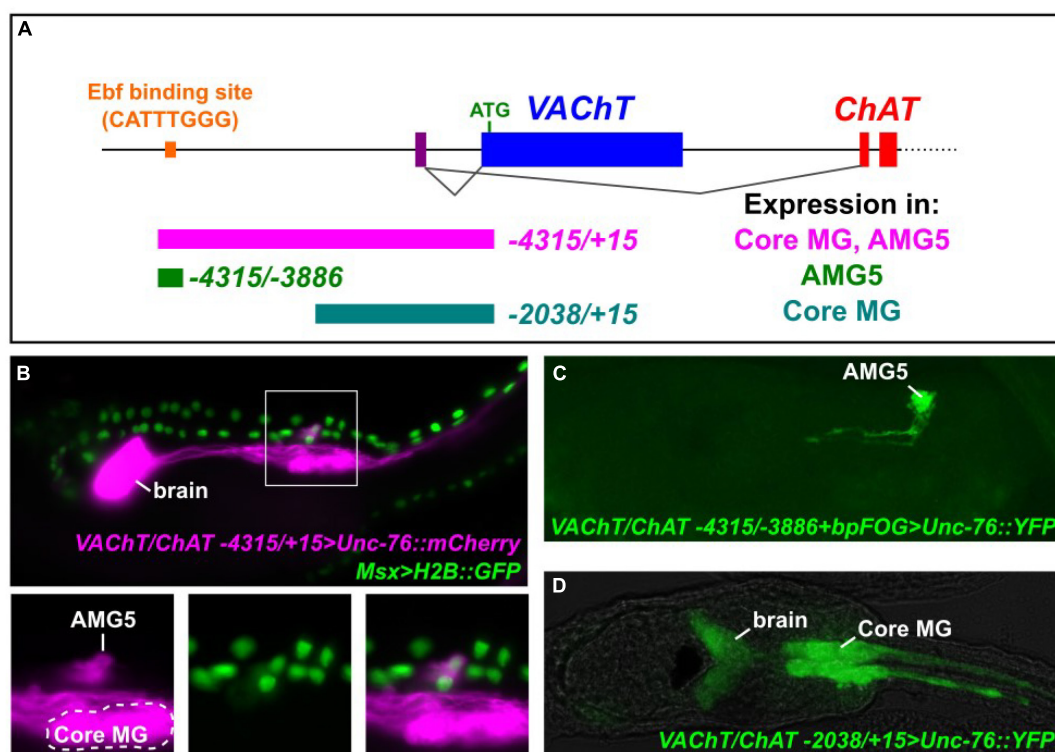 A
Ebf binding site
(CATTTGGG)
ATG
VAChT
ChAT
Expression in:
-4315/+15
Core MG, AMG5
-4315/-3886
AMG5
-2038/+15
Core MG
B
brain
VAChT/ChAT -4315/+15>Unc-76::mCherry
Msx>H2B::GFP
AMG5
Core MG
C
AMG5
VAChT/ChAT -4315/-3886+bpFOG>Unc-76::YFP
D
brain
Core MG
VAChT/ChAT -2038/+15>Unc-76::YFP